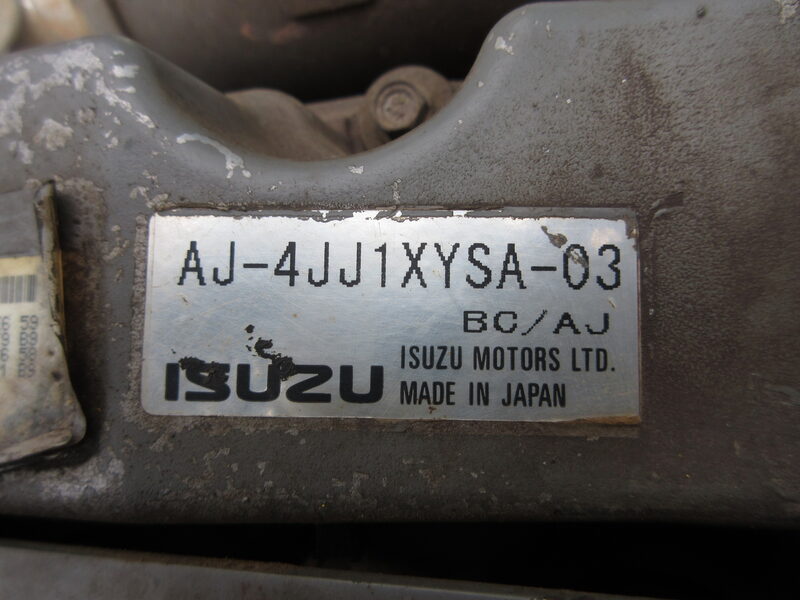 AJ-4JJ1XYSA-03
BC/AJ
ISUZU
ISUZU MOTORS LTD.
MADE IN JAPAN